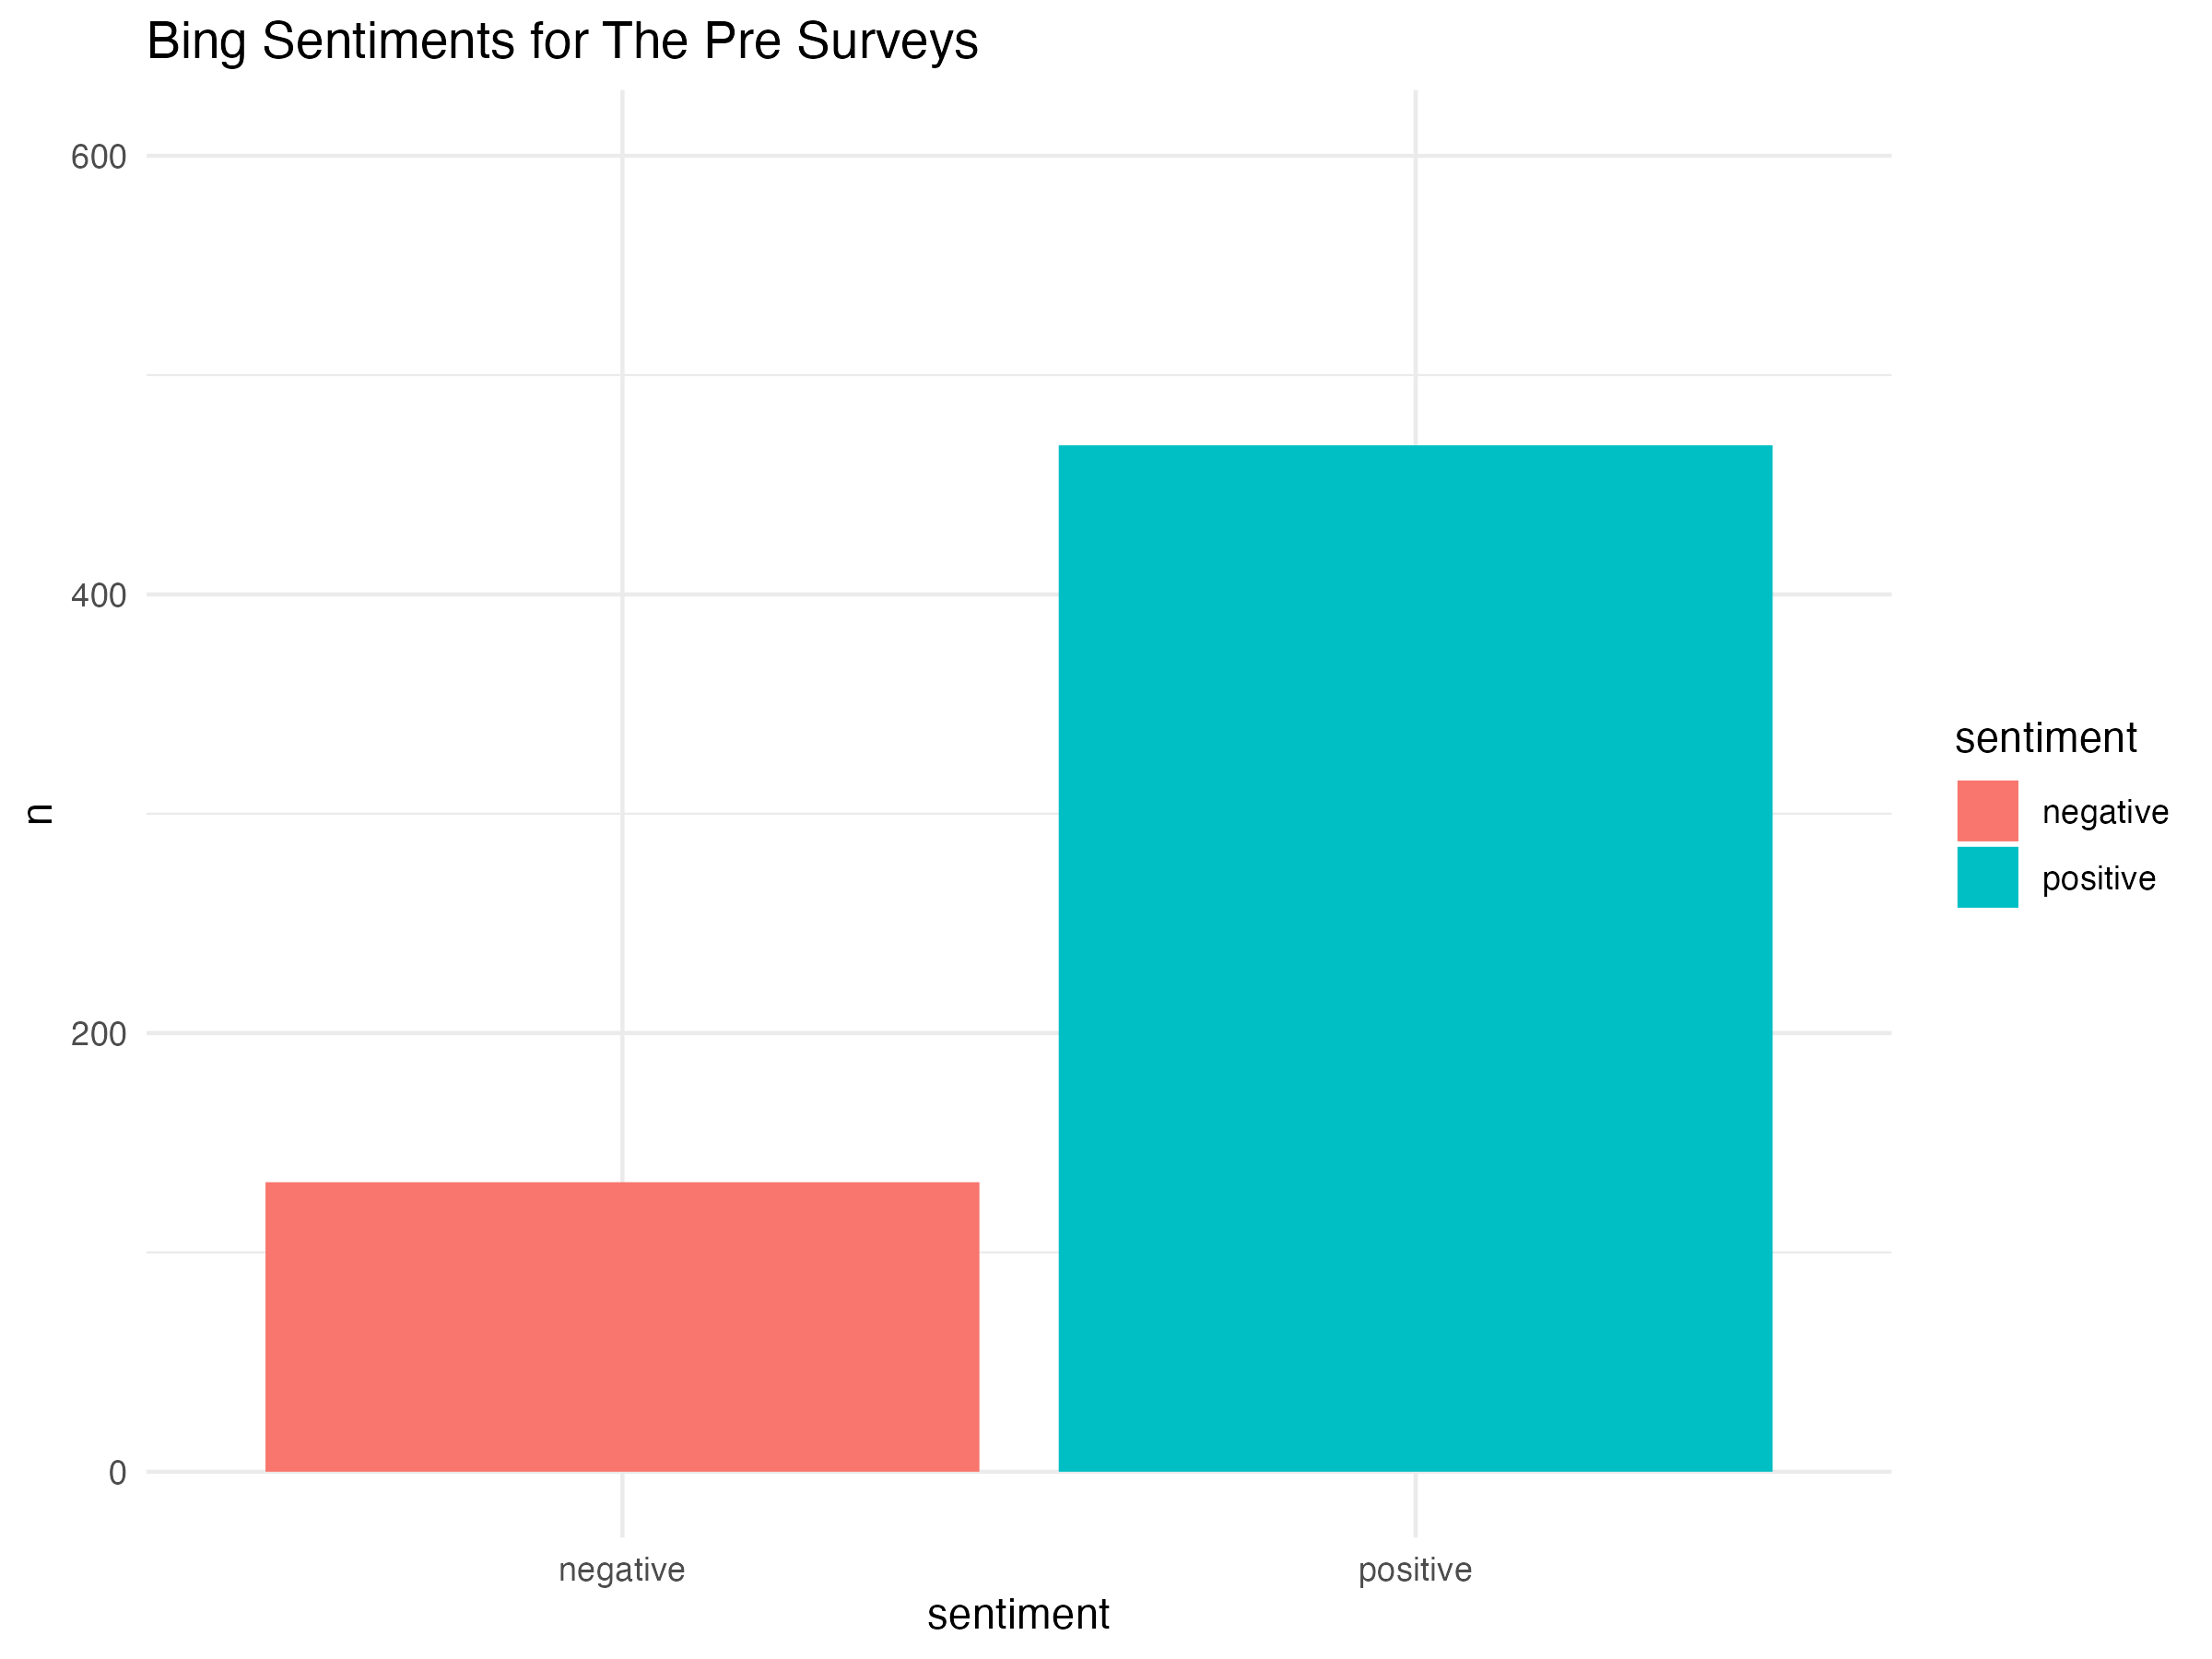 Bing Sentiments for The Pre Surveys
600
400
200
0
n
negative
positive
sentiment
sentiment
negative
positive